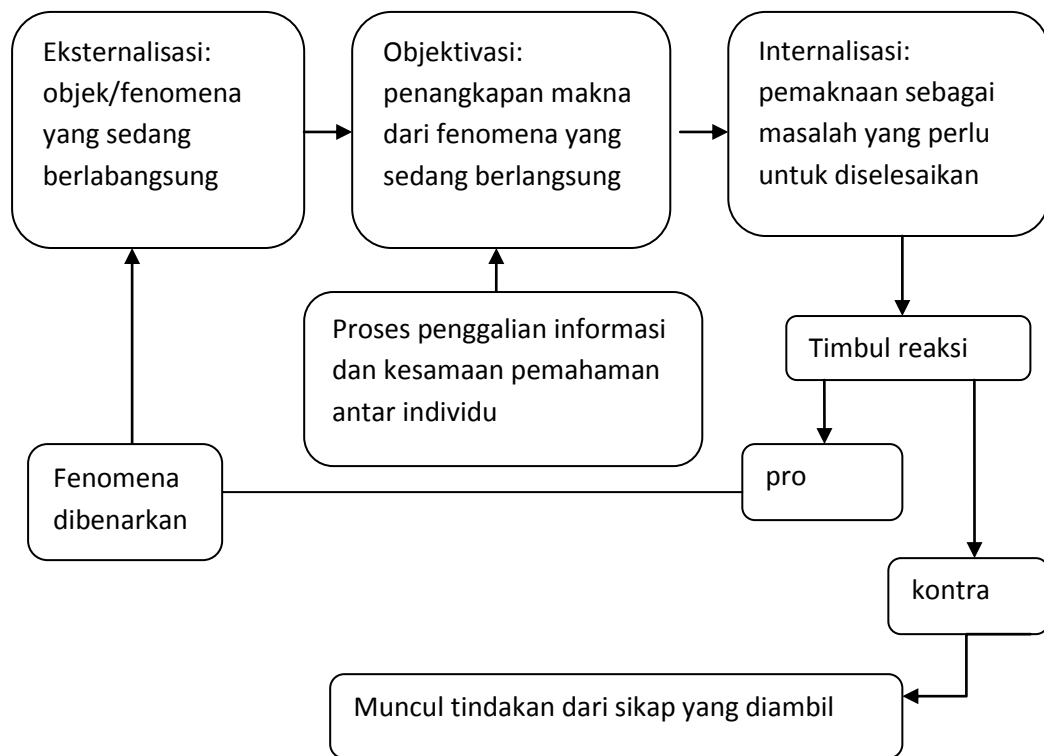 Eksternalisasi:
objek/fenomena
yang sedang
berlabangsung
Objektivasi:
penangkapan makna
dari fenomena yang
sedang berlangsung
Internalisasi:
pemaknaan sebagai
masalah yang perlu
untuk diselesaikan
Proses penggalian informasi
dan kesamaan pemahaman
antar individu
Timbul reaksi
Fenomena
dibenarkan
pro
kontra
Muncul tindakan dari sikap yang diambil